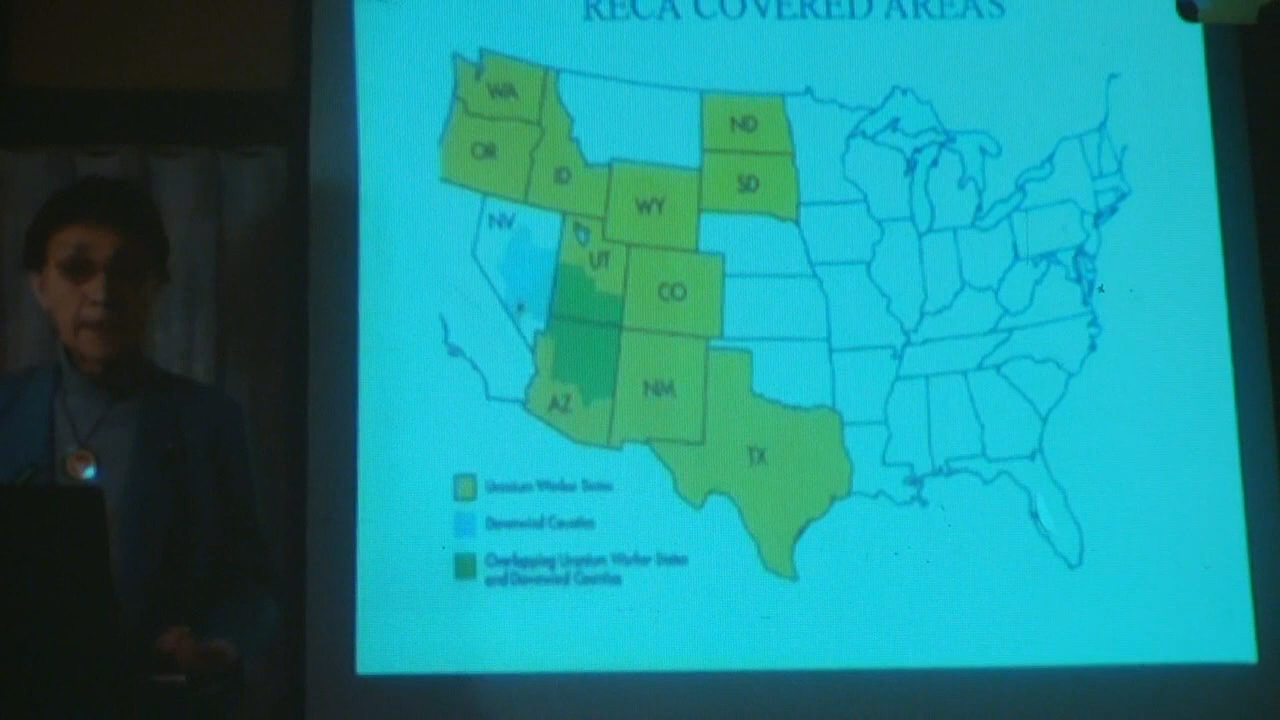 RECA COVERED AREAS
WA
ND
OR
ID
SD
WY
NV
UT
CO
AZ
NM
TX
Uranium Worker States
Downwind Counties
Overlapping Uranium Worker States
and Downwind Counties